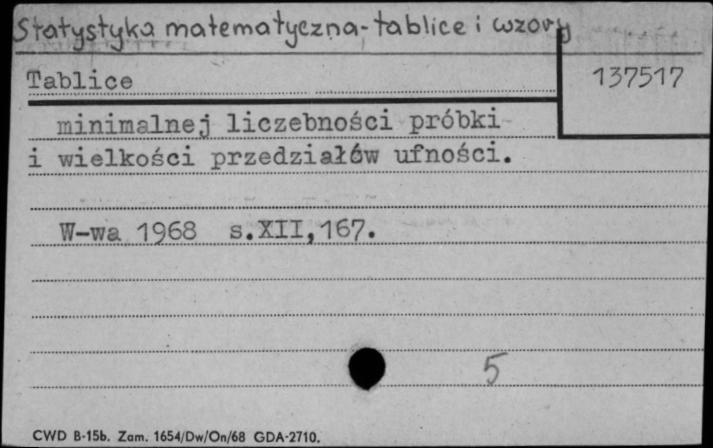 Statystyka matematyczna-tablice i wzory
Tablice
137517
minimalnej liczebności próbki
i wielkości przedziałów ufności.
W-wa 1968 s.XII,167.
5
CWD B-15b. Zam. 1654/Dw/On/68 GDA-2710.